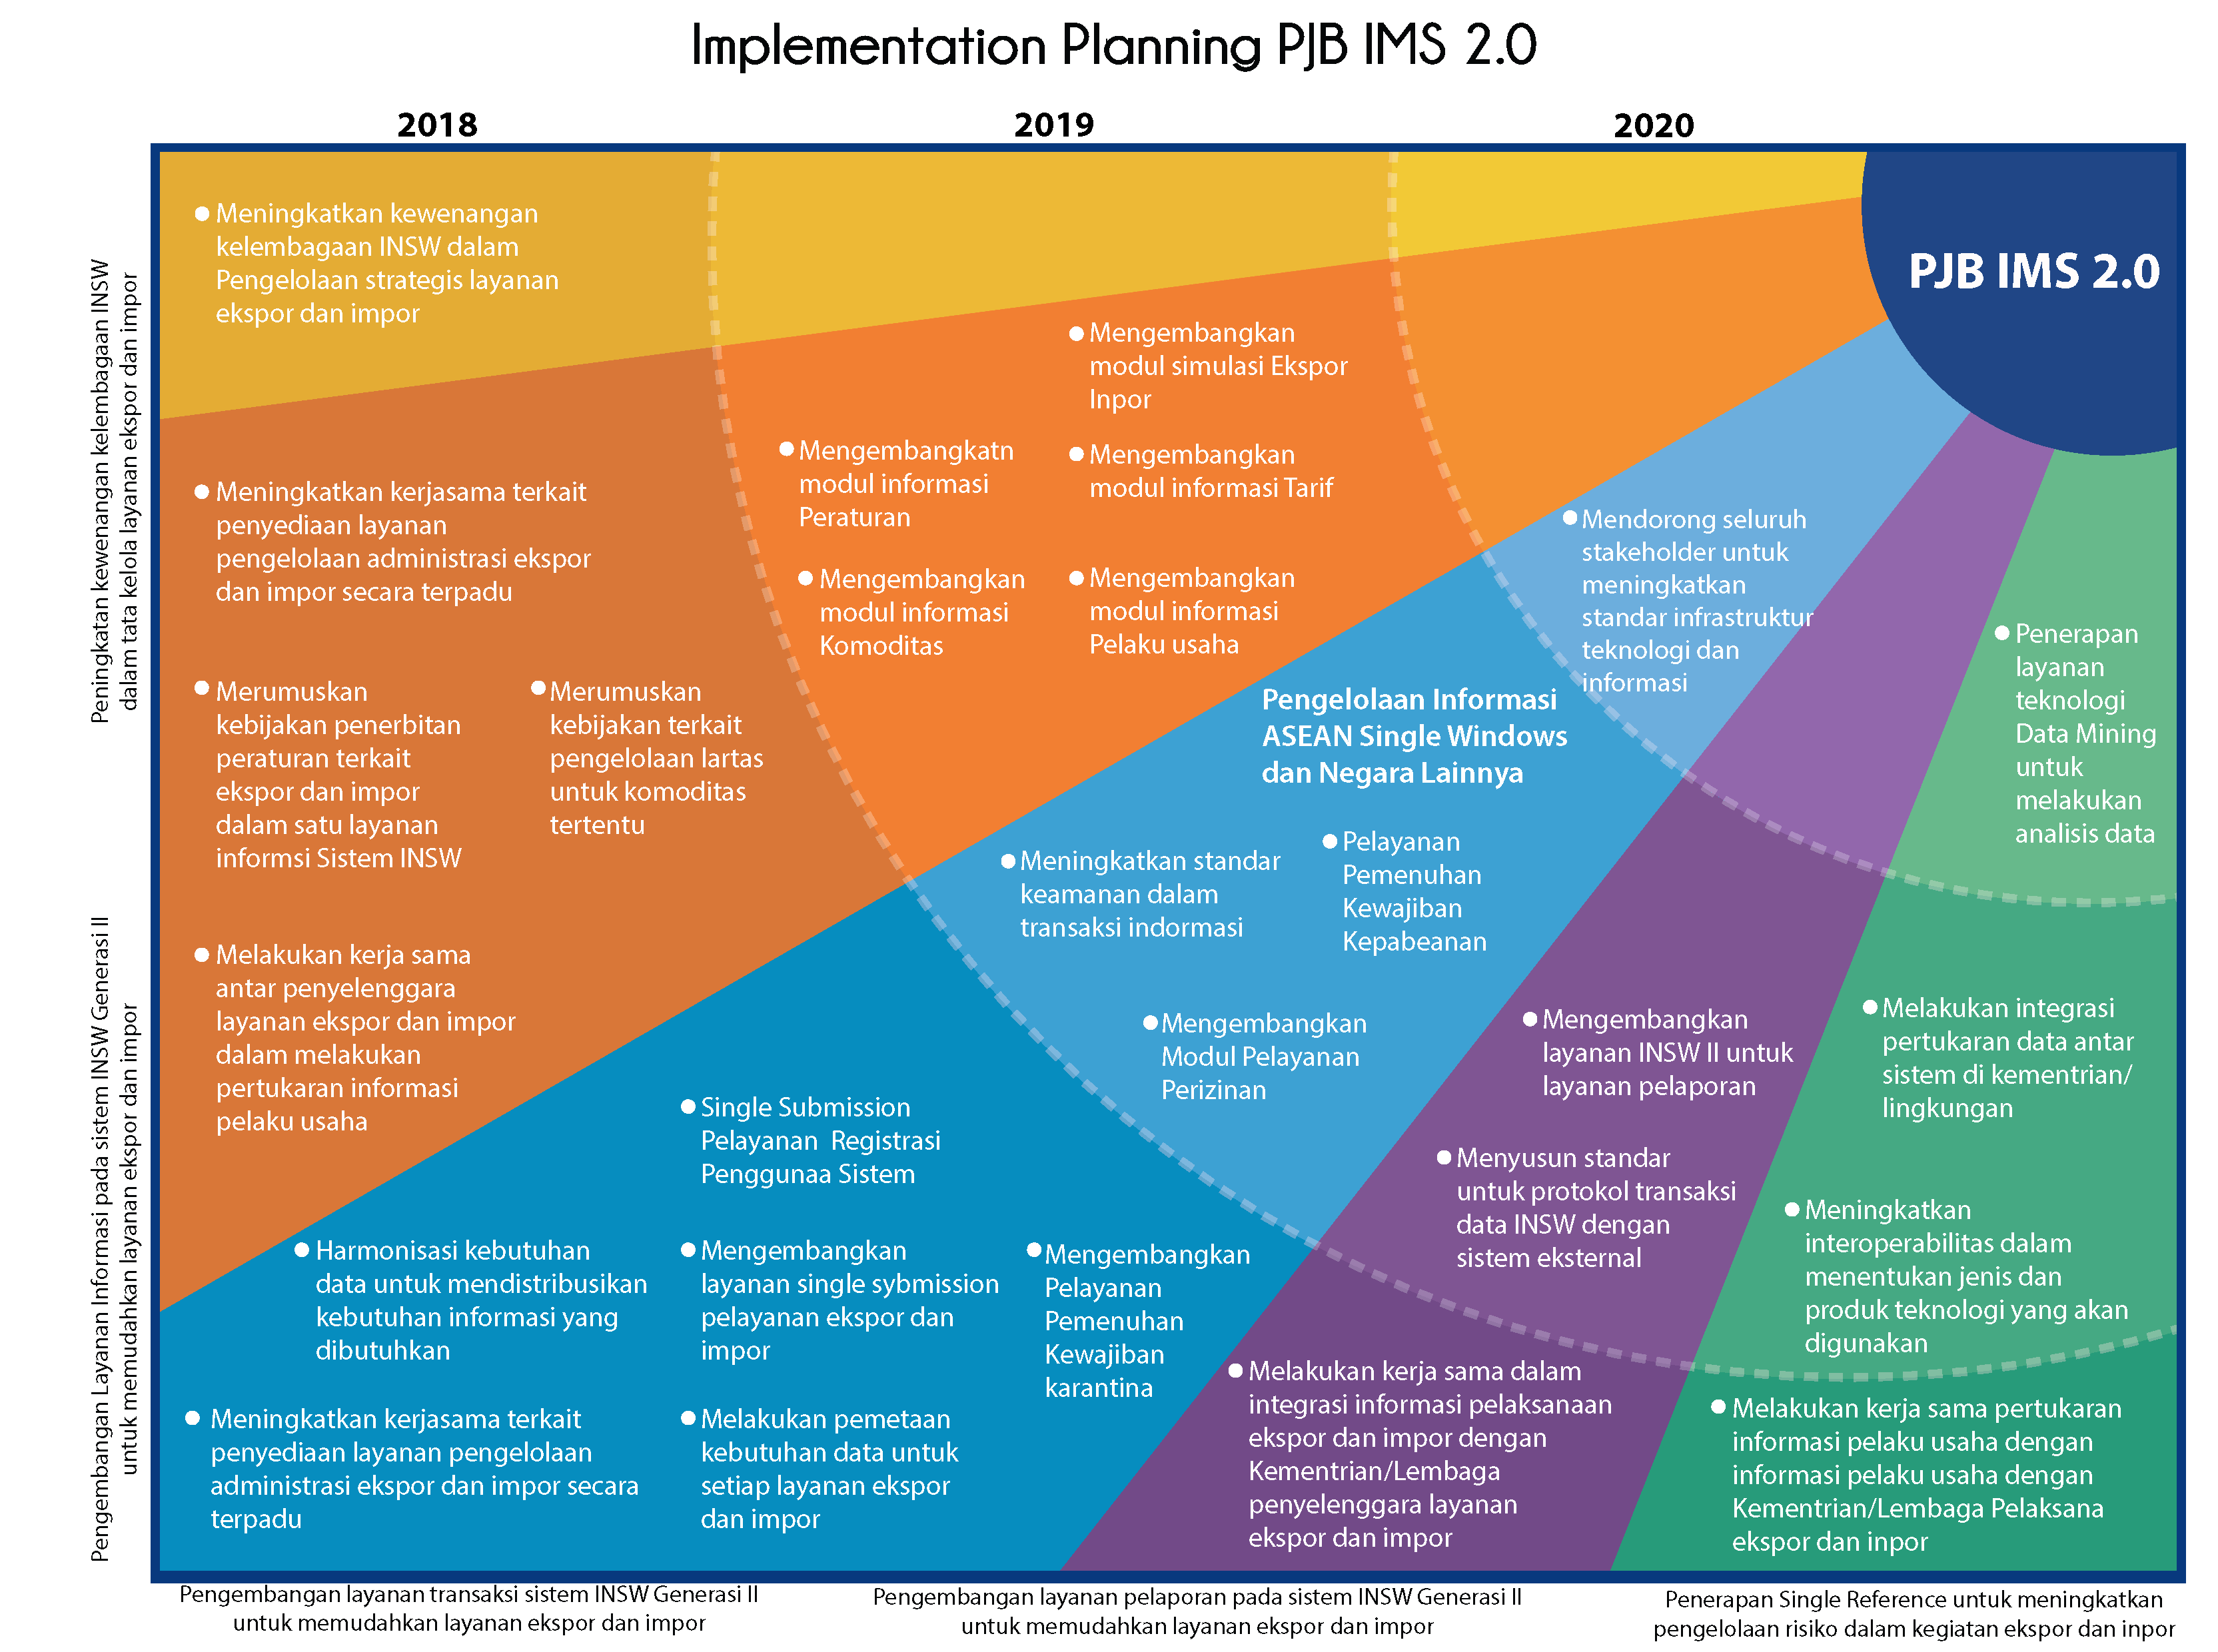 Implementation Planning PJB IMS 2.0
2018
2019
2020
PJB IMS 2.0
Peningkatan kewenangan kelembagaan INSW
dalam tata kelola layanan ekspor dan impor
Pengembangan Layanan Informasi pada sistem INSW Generasi II
untuk memudahkan layanan ekspor dan impor
Meningkatkan kewenangan
kelembagaan INSW dalam
Pengelolaan strategis layanan
ekspor dan impor
Meningkatkan kerjasama terkait
penyediaan layanan
pengelolaan administrasi ekspor
dan impor secara terpadu
Merumuskan
kebijakan penerbitan
peraturan terkait
ekspor dan impor
dalam satu layanan
informsi Sistem INSW
Merumuskan
kebijakan terkait
pengelolaan lartas
untuk komoditas
tertentu
Melakukan kerja sama
antar penyelenggara
layanan ekspor dan impor
dalam melakukan
pertukaran informasi
pelaku usaha
Mengembangkan
modul simulasi Ekspor
Inpor
Mengembangkatn
modul informasi
Peraturan
Mengembangkan
modul informasi Tarif
Mengembangkan
modul informasi
Komoditas
Mengembangkan
modul informasi
Pelaku usaha
Mendorong seluruh
stakeholder untuk
meningkatkan
standar infrastruktur
teknologi dan
informasi
Pengelolaan Informasi
ASEAN Single Windows
dan Negara Lainnya
Meningkatkan standar
keamanan dalam
transaksi indormasi
Pelayanan
Pemenuhan
Kewajiban
Kepabeanan
Mengembangkan
Modul Pelayanan
Perizinan
Single Submission
Pelayanan Registrasi
Penggunaa Sistem
Harmonisasi kebutuhan
data untuk mendistribusikan
kebutuhan informasi yang
dibutuhkan
Mengembangkan
layanan single sybmission
pelayanan ekspor dan
impor
Mengembangkan
Pelayanan
Pemenuhan
Kewajiban
karantina
Meningkatkan kerjasama terkait
penyediaan layanan pengelolaan
administrasi ekspor dan impor secara
terpadu
Melakukan pemetaan
kebutuhan data untuk
setiap layanan ekspor
dan impor
Mengembangkan
layanan INSW II untuk
layanan pelaporan
Menyusun standar
untuk protokol transaksi
data INSW dengan
sistem eksternal
Melakukan kerja sama dalam
integrasi informasi pelaksanaan
ekspor dan impor dengan
Kementrian/Lembaga
penyelenggara layanan
ekspor dan impor
Penerapan
layanan
teknologi
Data Mining
untuk
melakukan
analisis data
Melakukan integrasi
pertukaran data antar
sistem di kementrian/
lingkungan
Meningkatkan
interoperabilitas dalam
menentukan jenis dan
produk teknologi yang akan
digunakan
Melakukan kerja sama pertukaran
informasi pelaku usaha dengan
informasi pelaku usaha dengan
Kementrian/Lembaga Pelaksana
ekspor dan inpor
Pengembangan layanan transaksi sistem INSW Generasi II
untuk memudahkan layanan ekspor dan impor
Pengembangan layanan pelaporan pada sistem INSW Generasi II
untuk memudahkan layanan ekspor dan impor
Penerapan Single Reference untuk meningkatkan
pengelolaan risiko dalam kegiatan ekspor dan inpor